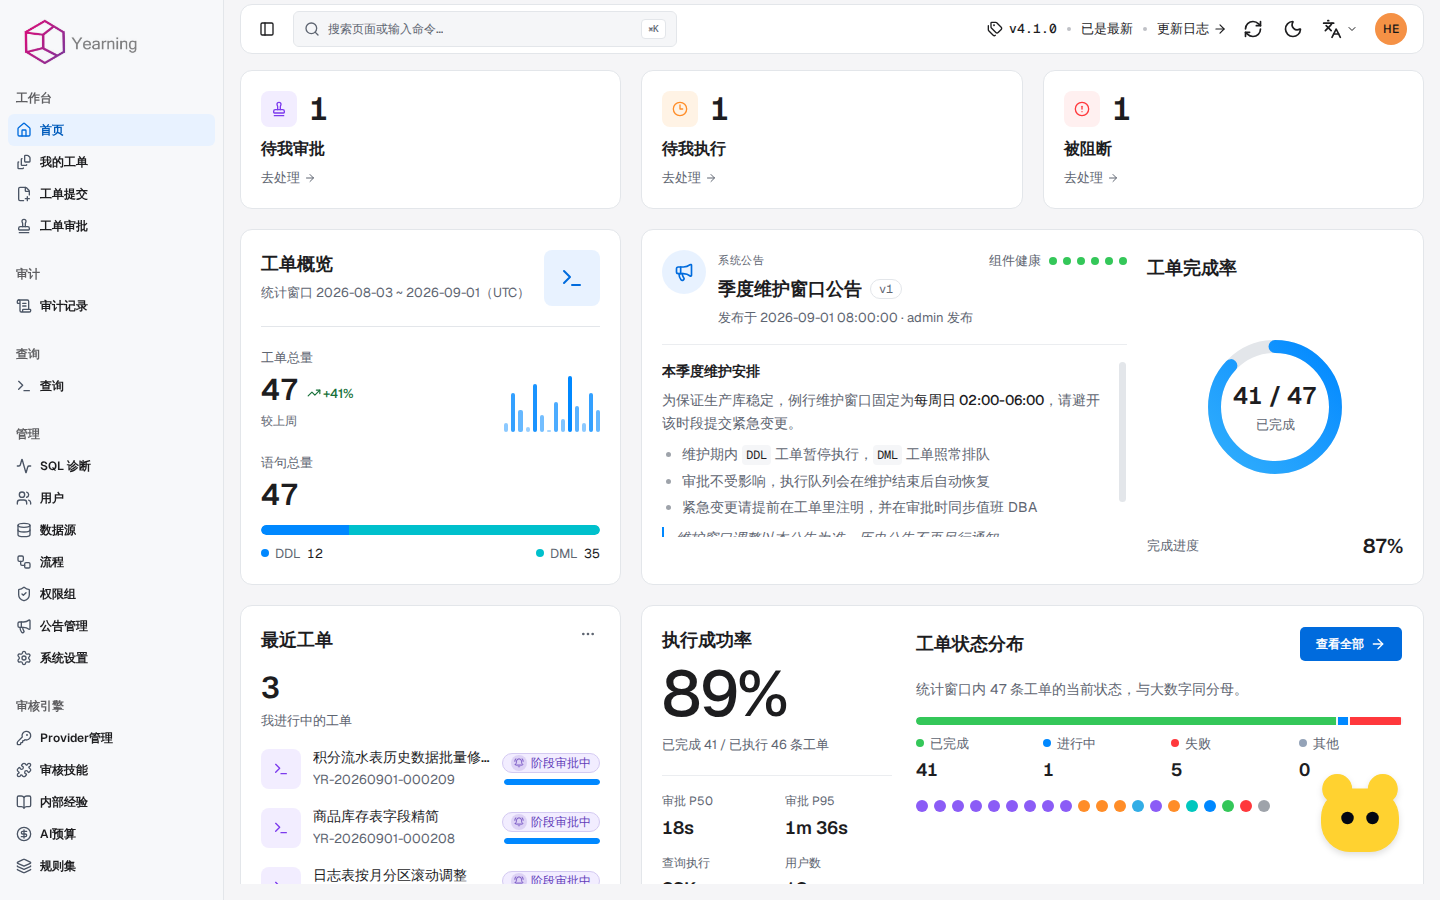 Yearning
工作台
首页
我的工单
工单提交
工单审批
审计
审计记录
查询
查询
管理
SQL 诊断
用户
数据源
流程
权限组
公告管理
系统设置
审核引擎
Provider管理
审核技能
内部经验
AI预算
规则集
搜索页面或输入命令...
⌘K
v4.1.0
已是最新
更新日志
HE
1
待我审批
去处理
1
待我执行
去处理
1
被阻断
去处理
工单概览
统计窗口 2026-08-03 ~ 2026-09-01（UTC）
工单总量
47
+41%
较上周
语句总量
47
DDL 12
DML 35
系统公告
组件健康
季度维护窗口公告 v1
发布于 2026-09-01 08:00:00 · admin 发布
本季度维护安排
为保证生产库稳定，例行维护窗口固定为每周日 02:00-06:00，请避开
该时段提交紧急变更。
维护期内 DDL 工单暂停执行，DML 工单照常排队
审批不受影响，执行队列会在维护结束后自动恢复
紧急变更请提前在工单里注明，并在审批时同步值班 DBA
维护窗口调整以本公告为准，历史公告不再另行通知
工单完成率
41 / 47
已完成
完成进度
87%
最近工单
3
我进行中的工单
积分流水表历史数据批量修...
YR-20260901-000209
阶段审批中
商品库存表字段精简
YR-20260901-000208
阶段审批中
日志表按月分区滚动调整
阶段审批中
执行成功率
89%
已完成 41 / 已执行 46 条工单
审批 P50
18s
审批 P95
1m 36s
查询执行
用户数
工单状态分布
查看全部
统计窗口内 47 条工单的当前状态，与大数字同分母。
已完成
41
进行中
1
失败
5
其他
0